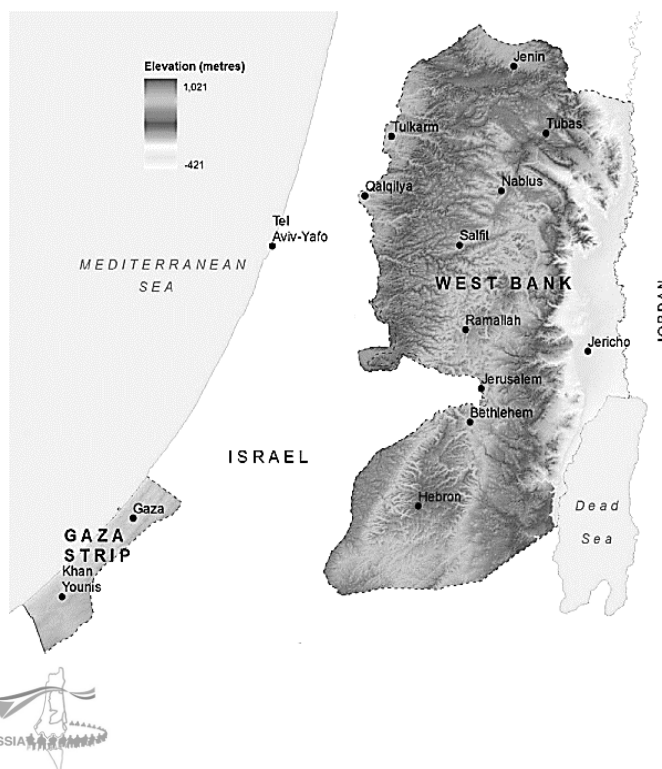 Elevation (metres)
1,021
-421
Jenin
Tulkarm
Tubas
Qalqilya
Nablus
Tel
Aviv-Yafo
Salfit
MEDITERRANEAN
SEA
WEST BANK
JORDAN
Ramallah
Jericho
Jerusalem
Bethlehem
ISRAEL
Hebron
Dead
Sea
Gaza
GAZA
STRIP
Khan
Younis
SSIA